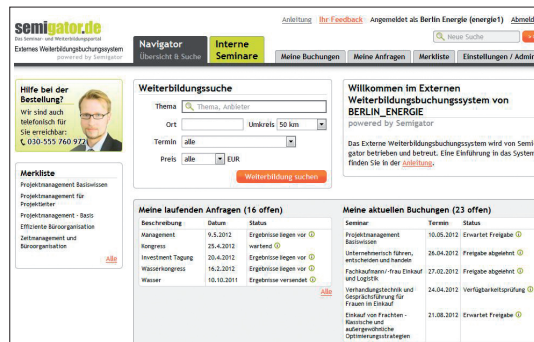 semigator.de
Das Seminar- und Weiterbildungsportal
Externes Weiterbildungsbuchungssystem
powered by Semigator
Anleitung Ihr Feedback Angemeldet als Berlin Energie (energie1) Abmeld
Neue Suche
Navigator
Übersicht & Suche
Interne
Seminare
Meine Buchungen
Meine Anfragen
Merkliste
Einstellungen / Admin
Hilfe bei der
Bestellung?
Wir sind auch
telefonisch für
Sie erreichbar:
030-555 760 972
Merkliste
Projektmanagement Basiswissen
Projektmanagement für
Projektleiter
Projektmanagement - Basis
Effiziente Büroorganisation
Zeitmanagement und
Büroorganisation
Alle
Weiterbildungssuche
Thema Thema, Anbieter
Ort Umkreis 50 km
Termin alle
Preis alle EUR
Weiterbildung suchen
Willkommen im Externen
Weiterbildungsbuchungssystem von
BERLIN_ENERGIE
powered by Semigator
Das Externe Weiterbildungsbuchungssystem wird von Semi
gator betrieben und betreut. Eine Einführung in das System
finden Sie in der Anleitung.
Meine laufenden Anfragen (16 offen)
Beschreibung Datum Status
Management 9.5.2012 Ergebnisse liegen vor
Kongress 25.4.2012 wartend
Investment Tagung 20.4.2012 Ergebnisse liegen vor
Wasserkongress 16.2.2012 Ergebnisse liegen vor
Wasser 10.10.2011 Ergebnisse versendet
Alle
Meine aktuellen Buchungen (23 offen)
Seminar Termin Status
Projektmanagement
Basiswissen
10.05.2012 Erwartet Freigabe
Unternehmerisch führen,
entscheiden und handeln
26.04.2012 Freigabe abgelehnt
Fachkaufmann/-frau Einkauf
und Logistik
27.02.2012 Freigabe abgelehnt
Verhandlungstechnik und
Gesprächsführung für
Frauen im Einkauf
24.04.2012 Verfügbarkeitsprüfung
Einkauf von Frachten -
Klassische und
außergewöhnliche
Optimierungsstrategien
21.08.2012 Erwartet Freigabe